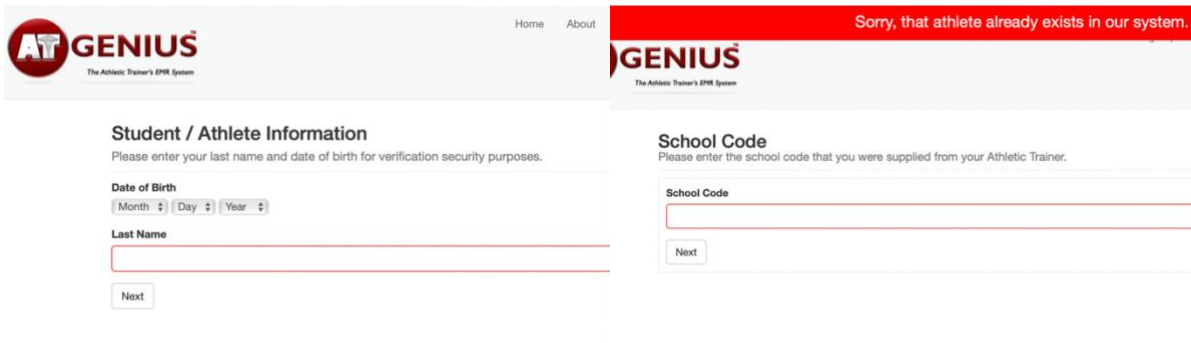 AT GENIUS™
The Athletic Trainer's EMR System
Home About
Student / Athlete Information
Please enter your last name and date of birth for verification security purposes.
Date of Birth
Month Day Year
Last Name
Next
Sorry, that athlete already exists in our system.
GENIUS™
The Athletic Trainer's EMR System
School Code
Please enter the school code that you were supplied from your Athletic Trainer.
School Code
Next